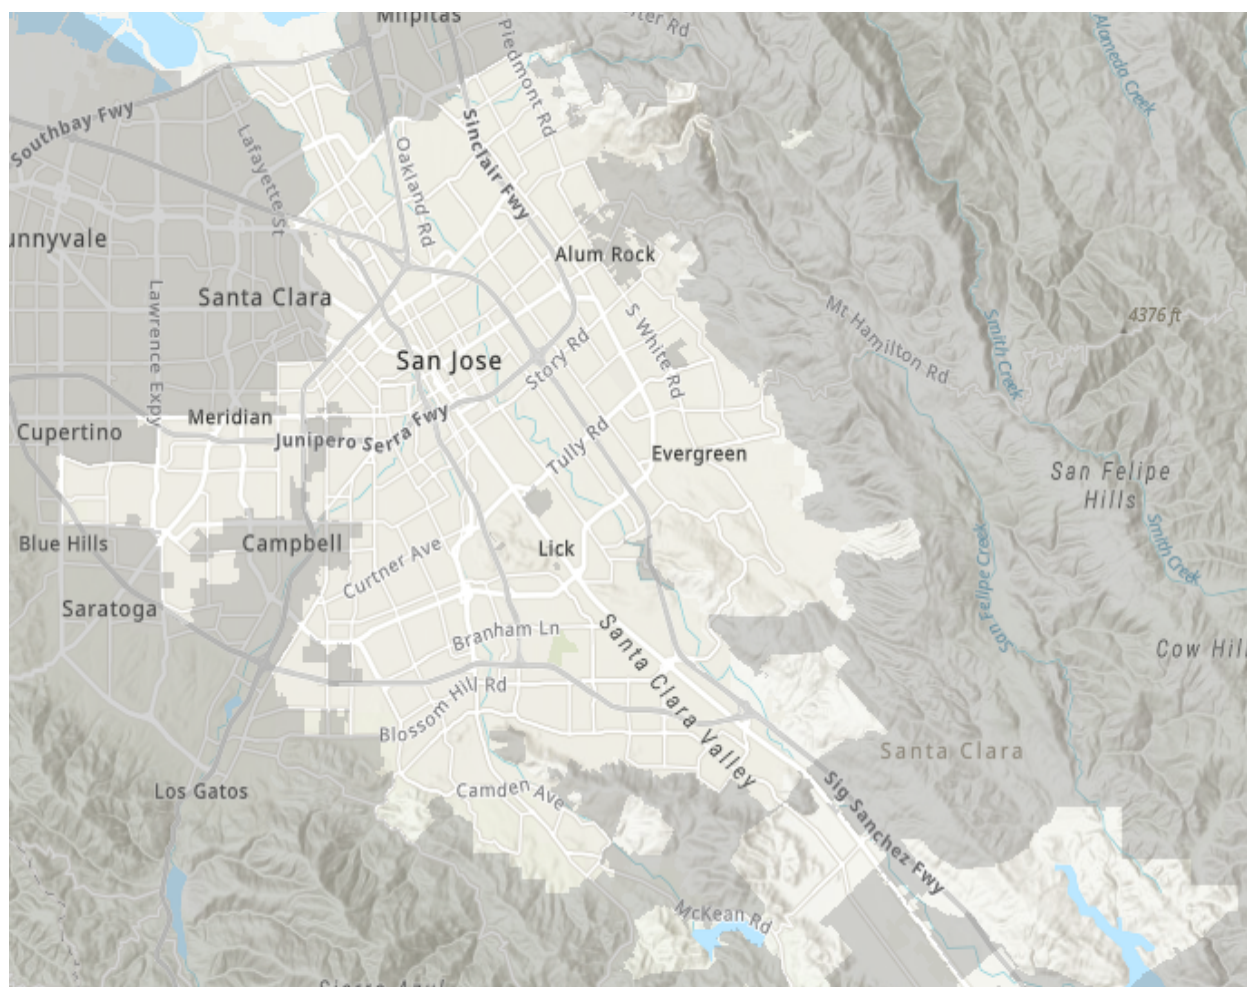 Milpitas
Piedmont Rd
ter Rd
Alameda Creek
Southbay Fwy
Lafayette St
Oakland Rd
Sinclair Fwy
unnyvale
Alum Rock
Santa Clara
Lawrence Expy
S White Rd
Mt Hamilton Rd
4376 ft
Smith Creek
San Jose
Story Rd
Meridian
Junipero Serra Fwy
Cupertino
Tully Rd
Evergreen
San Felipe
Hills
Blue Hills
Campbell
Curtner Ave
Lick
San Felipe Creek
Smith Creek
Saratoga
Branham Ln
Santa Clara Valley
Cow Hill
Blossom Hill Rd
Santa Clara
Los Gatos
Camden Ave
Sig Sanchez Fwy
McKean Rd